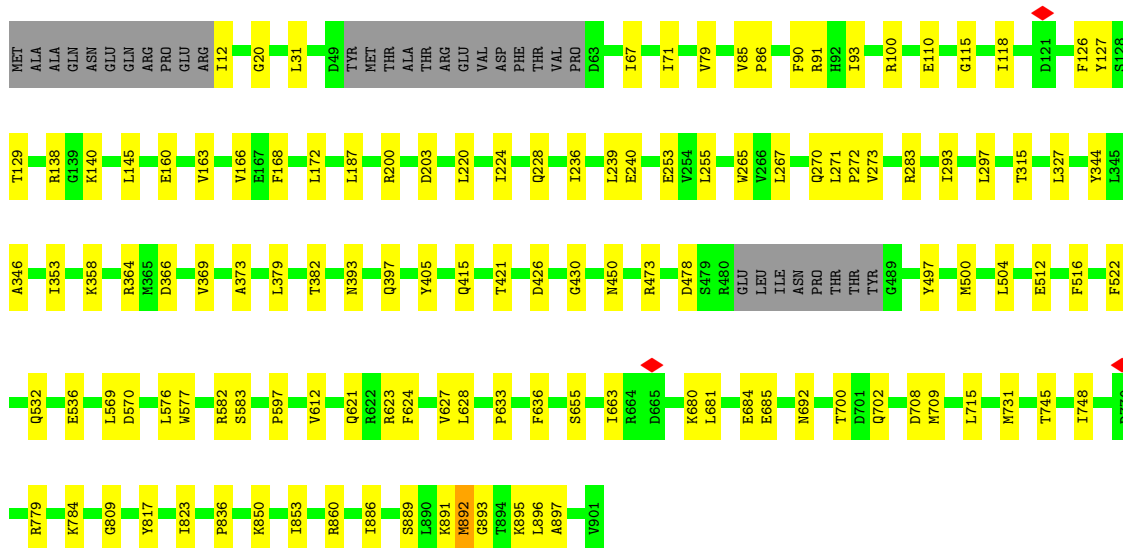 MET ALA ALA GLN ASN GLU GLN ARG PRO GLU ARG I12 G20 L31 D49 TYR MET THR ALA THR ARG GLU VAL ASP PHE THR VAL PRO D63 I67 I71 V79 V85 P86 F90 R91 H92 I93 R100 E110 G115 I118 D121 F126 Y127 S128
T129 R138 G139 K140 L145 E160 V163 V166 E167 F168 L172 L187 R200 D203 L220 I224 Q228 I236 L239 E240 E253 V254 L255 W265 V266 L267 Q270 L271 P272 V273 R283 I293 L297 T315 L327 Y344 L345
A346 I353 K358 R364 M365 D366 V369 A373 L379 T382 N393 Q397 Y405 Q415 T421 D426 G430 N450 R473 D478 S479 R480 GLU LEU ILE ASN PRO THR THR TYR G489 Y497 M500 L504 E512 F516 F522
Q532 E536 L569 D570 L576 W577 R582 S583 P597 V612 Q621 R622 R623 F624 V627 L628 P633 F636 S655 I663 R664 D665 K680 L681 E684 E685 N692 T700 D701 Q702 D708 M709 L715 M731 T745 I748
R779 K784 G809 Y817 I823 P836 K850 I853 R860 I886 S889 L890 K891 M892 G893 T894 K895 L896 A897 V901